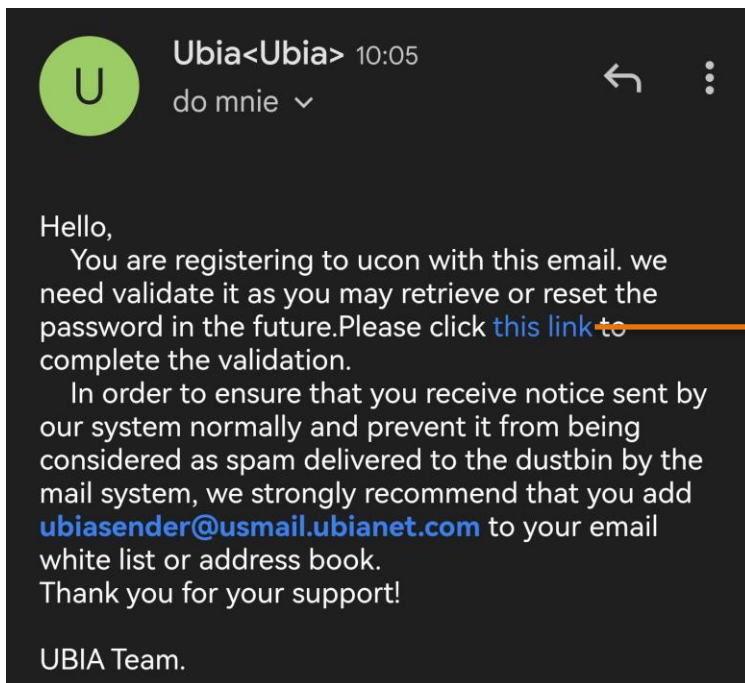 U
Ubia<Ubia> 10:05
do mnie
Hello,
You are registering to ucon with this email. we
need validate it as you may retrieve or reset the
password in the future.Please click this link to
complete the validation.
In order to ensure that you receive notice sent by
our system normally and prevent it from being
considered as spam delivered to the dustbin by the
mail system, we strongly recommend that you add
ubiasender@usmail.ubianet.com to your email
white list or address book.
Thank you for your support!
UBIA Team.